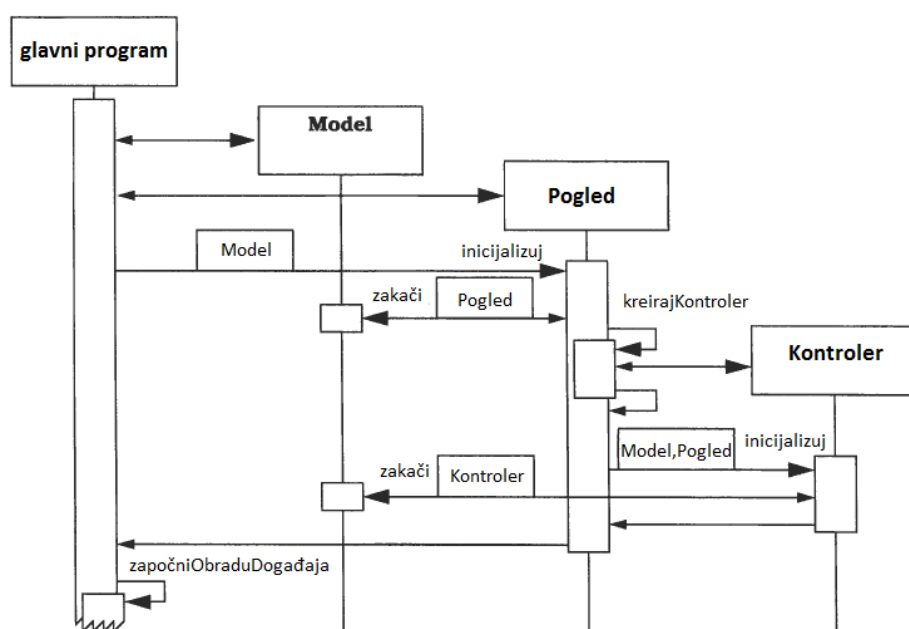 glavni program
Model
Pogled
Model
inicijalizuj
zakači
Pogled
kreirajKontroler
Kontroler
Model,Pogled
inicijalizuj
zakači
Kontroler
započniObraduDogađaja